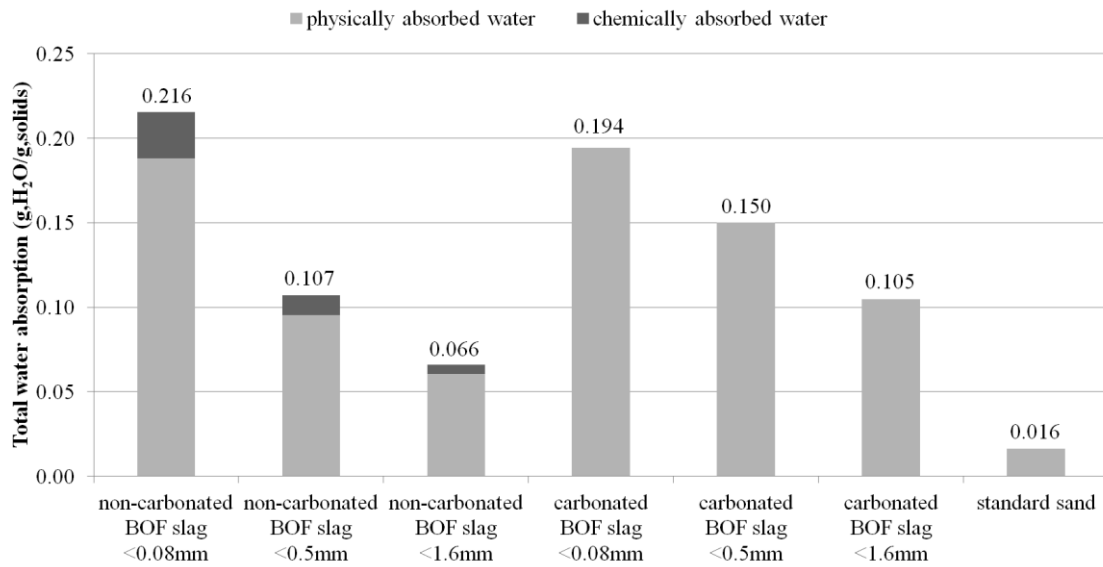 physically absorbed water chemically absorbed water
Total water absorption (g,H₂O/g,solids)
0.25
0.20
0.15
0.10
0.05
0.00
0.216
0.107
0.066
0.194
0.150
0.105
0.016
non-carbonated
BOF slag
<0.08mm
non-carbonated
BOF slag
<0.5mm
non-carbonated
BOF slag
<1.6mm
carbonated
BOF slag
<0.08mm
carbonated
BOF slag
<0.5mm
carbonated
BOF slag
<1.6mm
standard sand